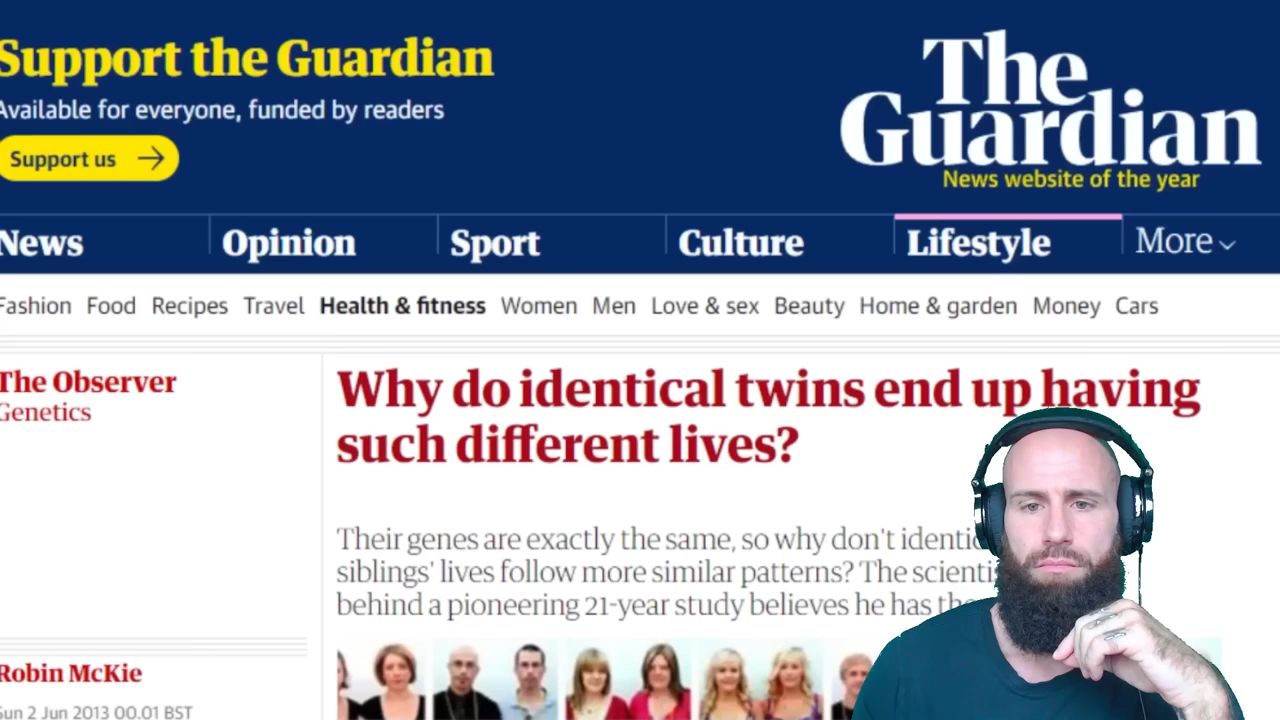 Support the Guardian
Available for everyone, funded by readers
Support us
The
Guardian
News website of the year
News Opinion Sport Culture Lifestyle More
Fashion Food Recipes Travel Health & fitness Women Men Love & sex Beauty Home & garden Money Cars
The Observer
Genetics
Why do identical twins end up having
such different lives?
Their genes are exactly the same, so why don't
siblings' lives follow more similar patterns? The
behind a pioneering 21-year study believes he has
Robin McKie
Sun 2 Jun 2013 00.01 BST